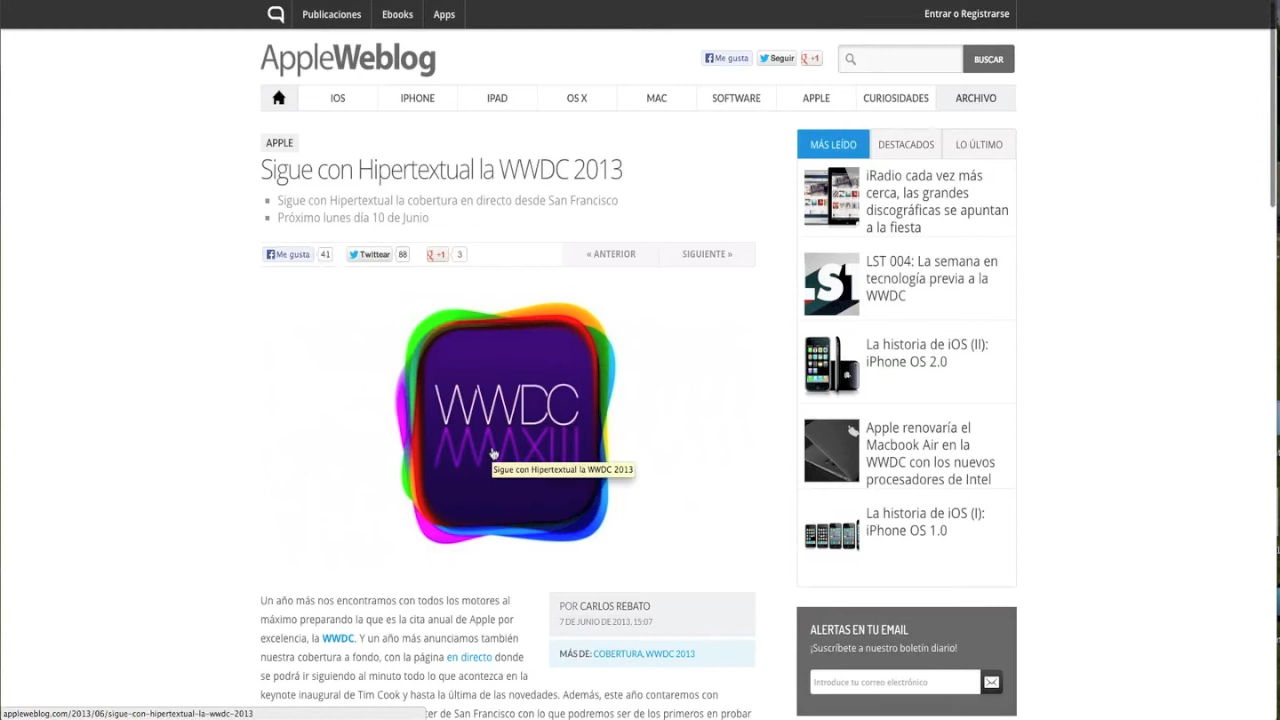 Publicaciones
Ebooks
Apps
Entrar o Registrarse
AppleWeblog
Me gusta
Seguir
+1
BUSCAR
IOS
IPHONE
IPAD
OS X
MAC
SOFTWARE
APPLE
CURIOSIDADES
ARCHIVO
APPLE
Sigue con Hipertextual la WWDC 2013
Sigue con Hipertextual la cobertura en directo desde San Francisco
Próximo lunes día 10 de Junio
Me gusta 41
Twittear 88
+1 3
« ANTERIOR
SIGUIENTE »
WWDC
MMXIII
Sigue con Hipertextual la WWDC 2013
Un año más nos encontramos con todos los motores al
máximo preparando la que es la cita anual de Apple por
excelencia, la WWDC. Y un año más anunciamos también
nuestra cobertura a fondo, con la página en directo donde
se podrá ir siguiendo al minuto todo lo que acontezca en la
keynote inaugural de Tim Cook y hasta la última de las novedades. Además, este año contaremos con
ter de San Francisco con lo que podremos ser de los primeros en probar
POR CARLOS REBATO
7 DE JUNIO DE 2013, 15:07
MÁS DE: COBERTURA, WWDC 2013
MÁS LEÍDO
DESTACADOS
LO ÚLTIMO
iRadio cada vez más
cerca, las grandes
discográficas se apuntan
a la fiesta
LST
LST 004: La semana en
tecnología previa a la
WWDC
La historia de iOS (II):
iPhone OS 2.0
Apple renovaría el
Macbook Air en la
WWDC con los nuevos
procesadores de Intel
La historia de iOS (I):
iPhone OS 1.0
ALERTAS EN TU EMAIL
¡Suscríbete a nuestro boletín diario!
Introduce tu correo electrónico
appleweblog.com/2013/06/sigue-con-hipertextual-la-wwdc-2013